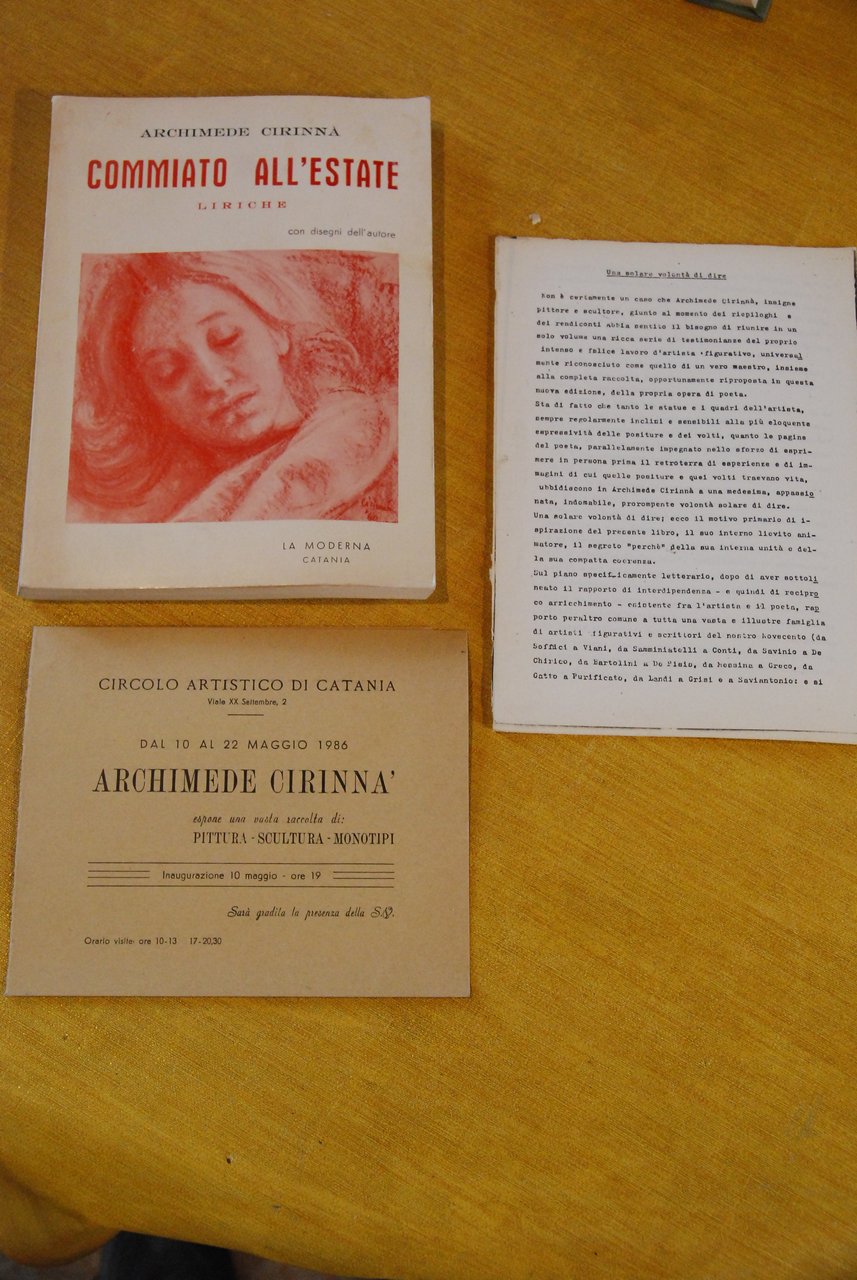 ARCHIMEDE CIRINNÀ
COMMIATO ALL'ESTATE
LIRICHE
con disegni dell'autore
LA MODERNA
CATANIA
CIRCOLO ARTISTICO DI CATANIA
Viale XX Settembre, 2
DAL 10 AL 22 MAGGIO 1986
ARCHIMEDE CIRINNA'
espone una vasta raccolta di:
PITTURA - SCULTURA - MONOTIPI
Inaugurazione 10 maggio - ore 19
Sarà gradita la presenza della S.V.
Orario visite: ore 10-13 17-20,30
Una solare volontà di dire
Non è certamente un caso che Archimede Cirinnà, insigne
pittore e scultore, giunto al momento dei riepiloghi e
dei rendiconti abbia sentito il bisogno di riunire in un
solo volume una ricca serie di testimonianze del proprio
intenso e felice lavoro d'artista figurativo, universal
mente riconosciuto come quello di un vero maestro, insieme
alla completa raccolta, opportunamente riproposta in questa
nuova edizione, della propria opera di poeta.
Sta di fatto che tanto le statue e i quadri dell'artista,
sempre regolarmente inclini e sensibili alla più eloquente
espressività delle positure e dei volti, quanto le pagine
del poeta, parallelamente impegnato nello sforzo di espri-
mere in persona prima il retroterra di esperienze e di im-
magini di cui quelle positure e quei volti traevano vita,
ubbidiscono in Archimede Cirinnà a una medesima, appassio
nata, indomabile, prorompente volontà solare di dire.
Una solare volontà di dire; ecco il motivo primario di i-
spirazione del presente libro, il suo interno lievito ani-
matore, il segreto "perchè" della sua interna unità e del-
la sua compatta coerenza.
Sul piano specificamente letterario, dopo di aver sottoli
neato il rapporto di interdipendenza - e quindi di recipro
co arricchimento - esistente fra l'artista e il poeta, rap
porto peraltro comune a tutta una vasta e illustre famiglia
di artisti figurativi e scrittori del nostro Novecento (da
Soffici a Viani, da Samminiatelli a Conti, da Savinio a De
Chirico, da Bartolini a De Pisis, da Messina a Greco, da
Gatto a Purificato, da Landi a Grisi e a Saviantonio: e si